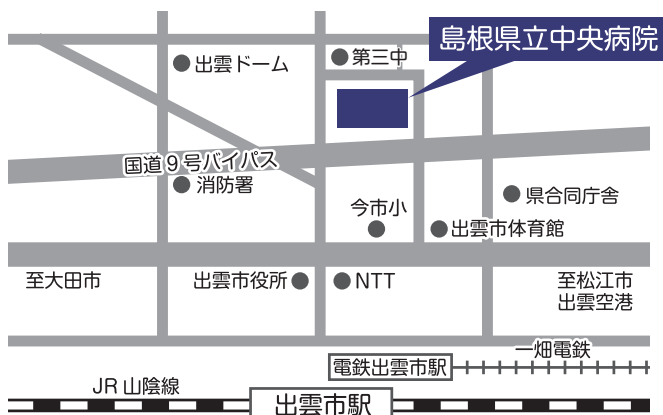 島根県立中央病院
第三中
出雲ドーム
国道9号バイパス
消防署
県合同庁舎
今市小
出雲市体育館
至大田市
出雲市役所
NTT
至松江市
出雲空港
一畑電鉄
電鉄出雲市駅
JR山陰線
出雲市駅